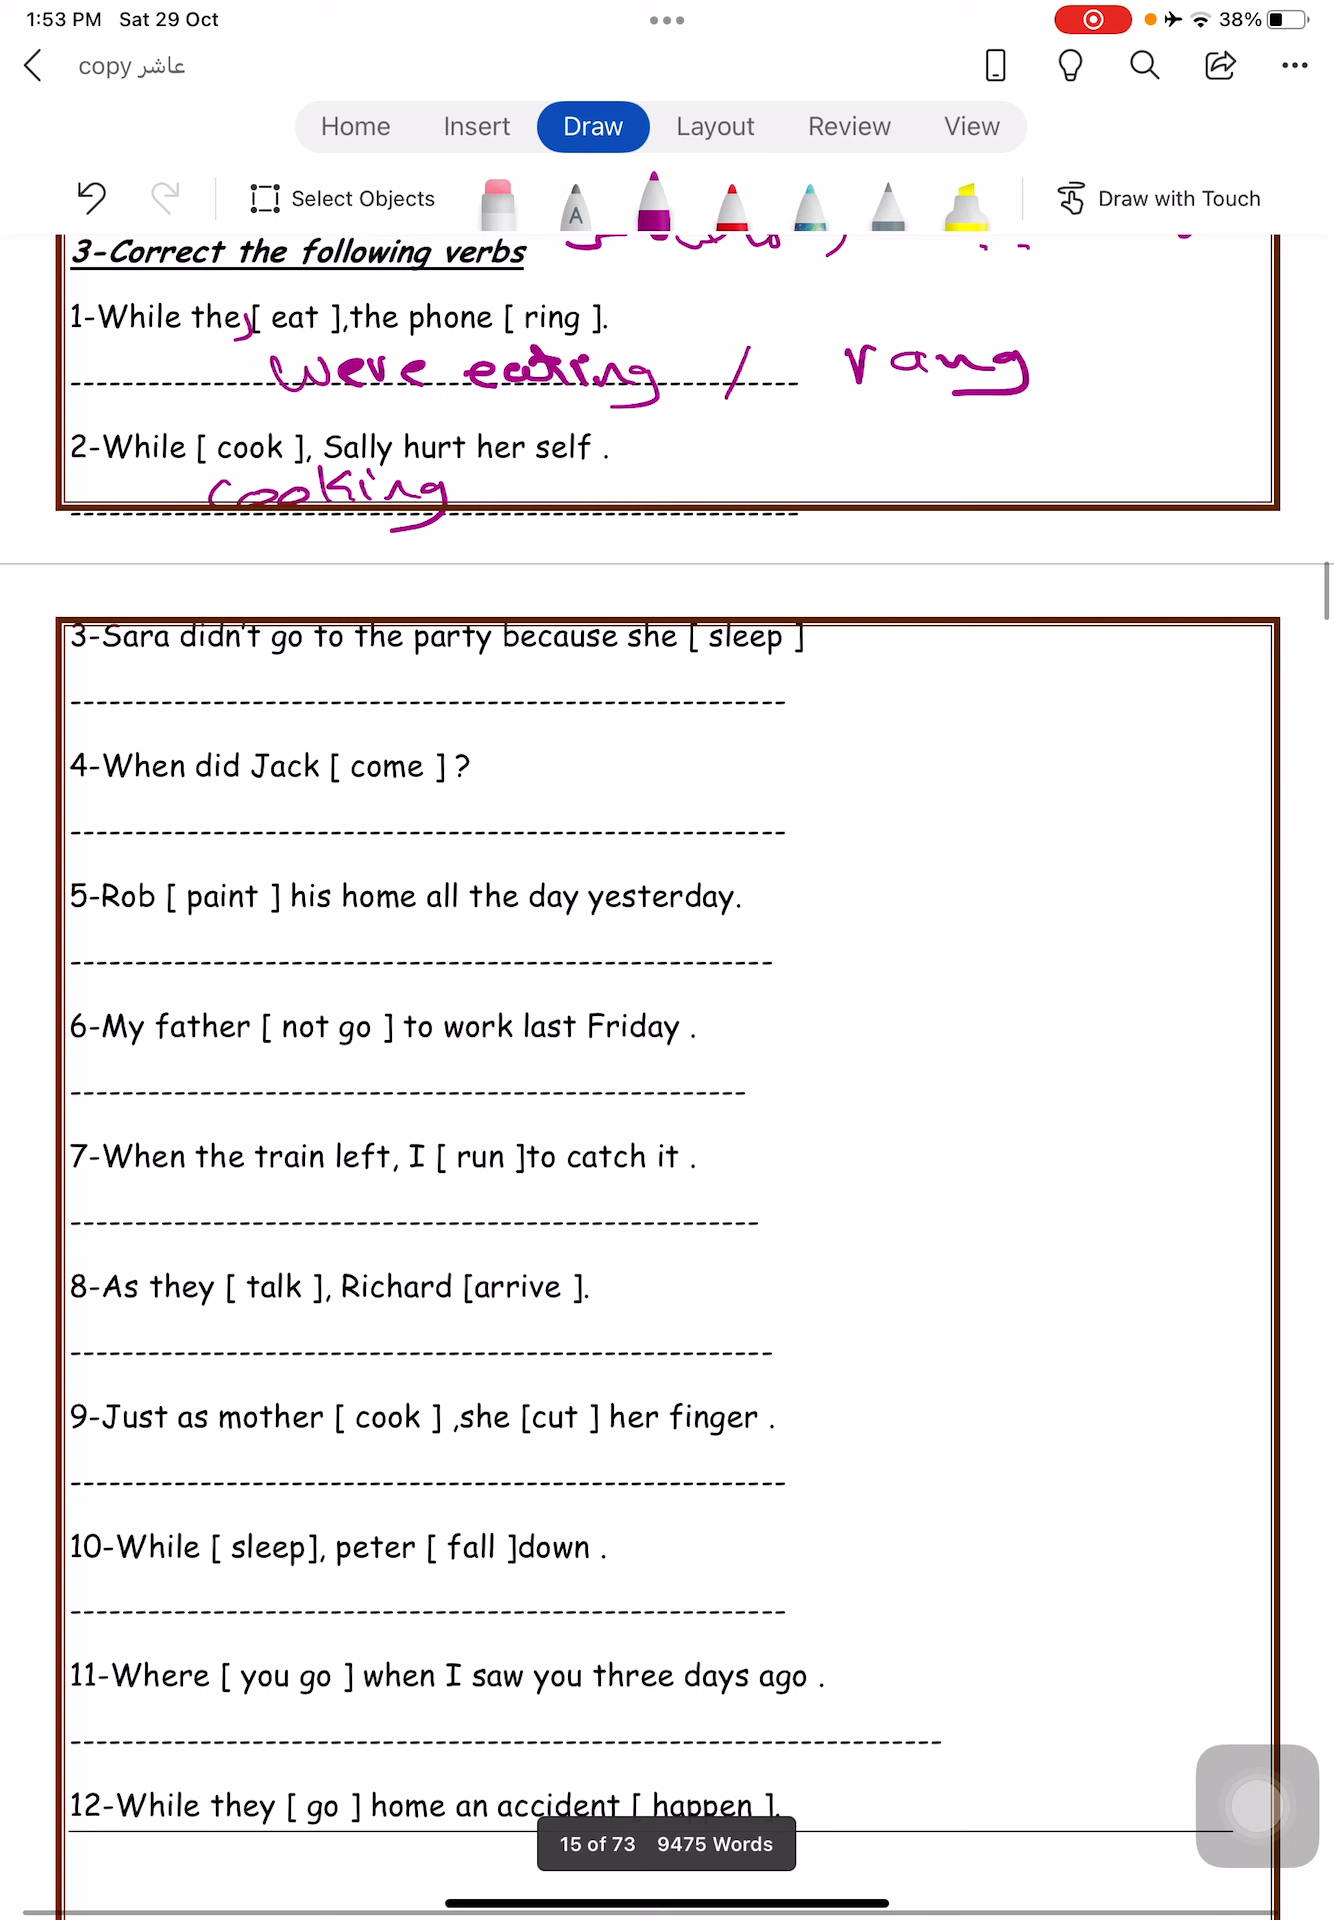 1:53 PM Sat 29 Oct
38%
copy عاشر
Home Insert Draw Layout Review View
Select Objects
A
Draw with Touch
3-Correct the following verbs
1-While they[ eat ],the phone [ ring ].
were eating / rang
2-While [ cook ], Sally hurt her self .
cooking
3-Sara didn't go to the party because she [ sleep ]
4-When did Jack [ come ] ?
5-Rob [ paint ] his home all the day yesterday.
6-My father [ not go ] to work last Friday .
7-When the train left, I [ run ]to catch it .
8-As they [ talk ], Richard [arrive ].
9-Just as mother [ cook ] ,she [cut ] her finger .
10-While [ sleep], peter [ fall ]down .
11-Where [ you go ] when I saw you three days ago .
12-While they [ go ] home an accident [ happen ].
15 of 73 9475 Words